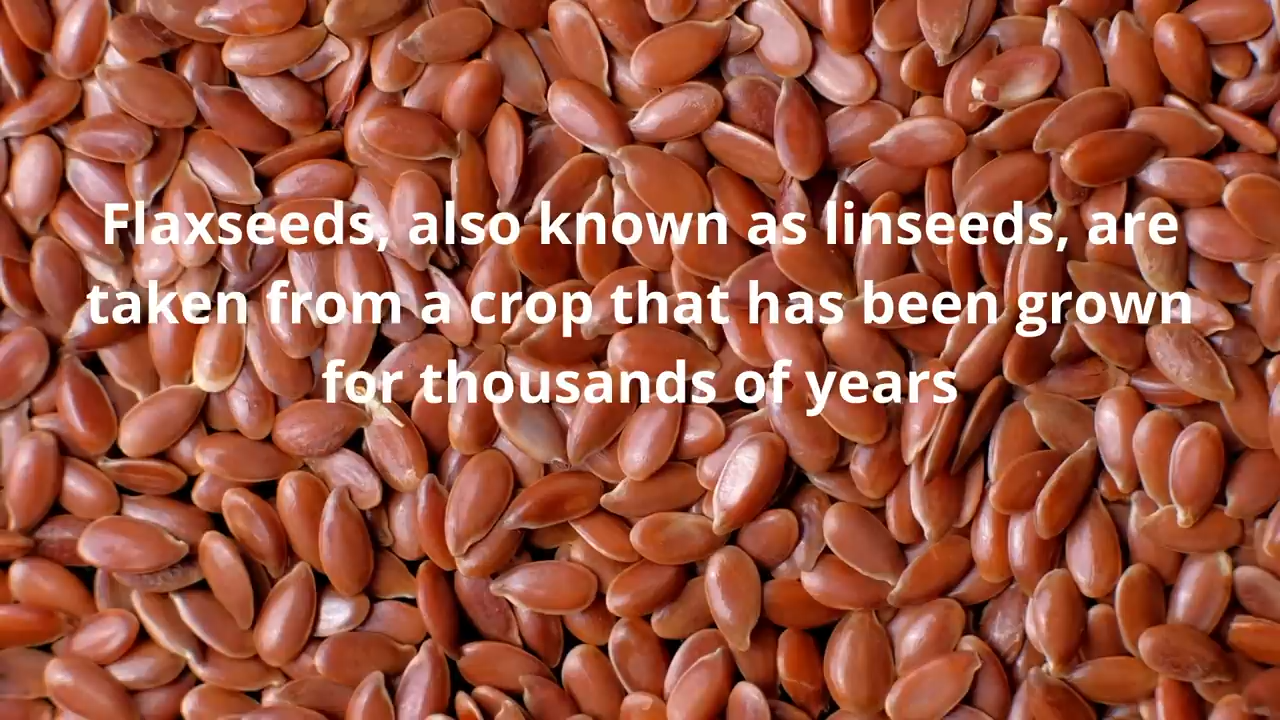 Flaxseeds, also known as linseeds, are
taken from a crop that has been grown
for thousands of years